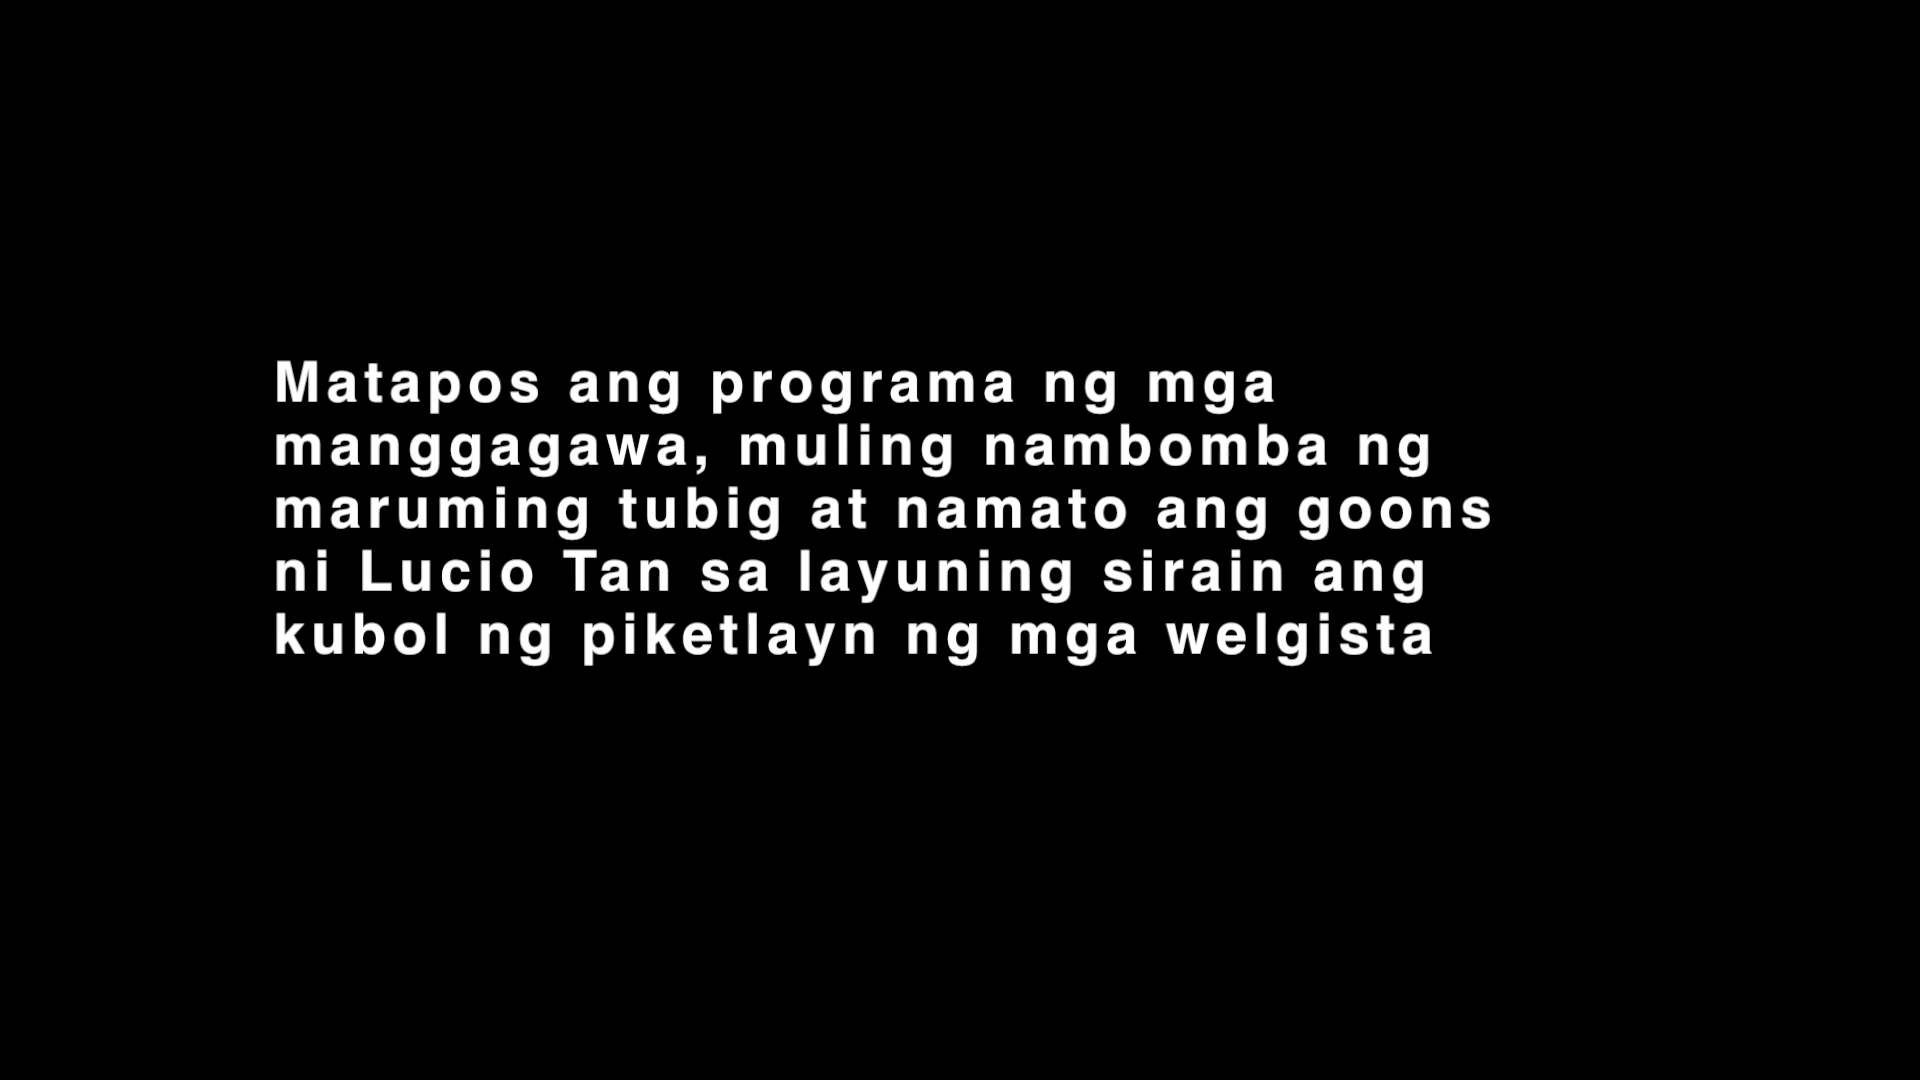 Matapos ang programa ng mga
manggagawa, muling nambomba ng
maruming tubig at namato ang goons
ni Lucio Tan sa layuning sirain ang
kubol ng piketlayn ng mga welgista